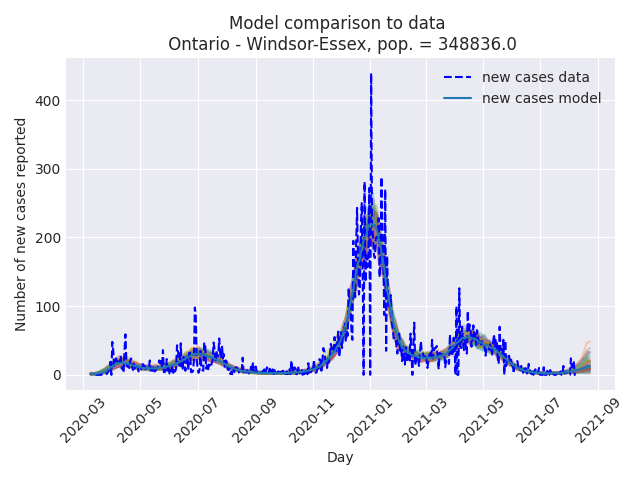 Model comparison to data
Ontario - Windsor-Essex, pop. = 348836.0
new cases data
new cases model
Number of new cases reported
400
300
200
100
0
2020-03
2020-05
2020-07
2020-09
2020-11
2021-01
2021-03
2021-05
2021-07
2021-09
Day